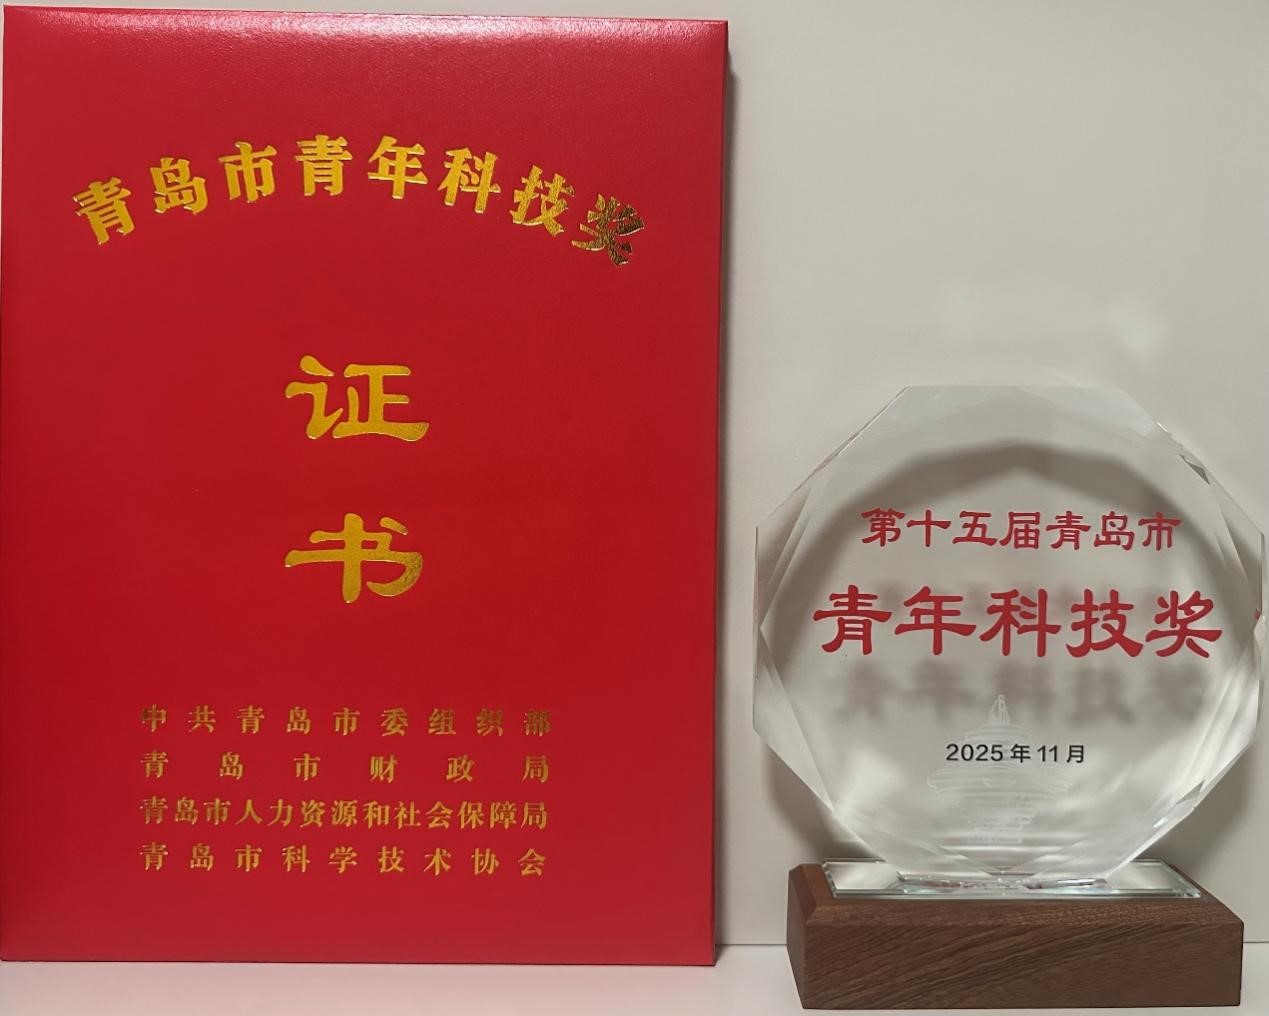 青岛市青年科技奖
证
书
中共青岛市委组织部
青岛市财政局
青岛市人力资源和社会保障局
青岛市科学技术协会
第十五届青岛市
青年科技奖
2025年11月